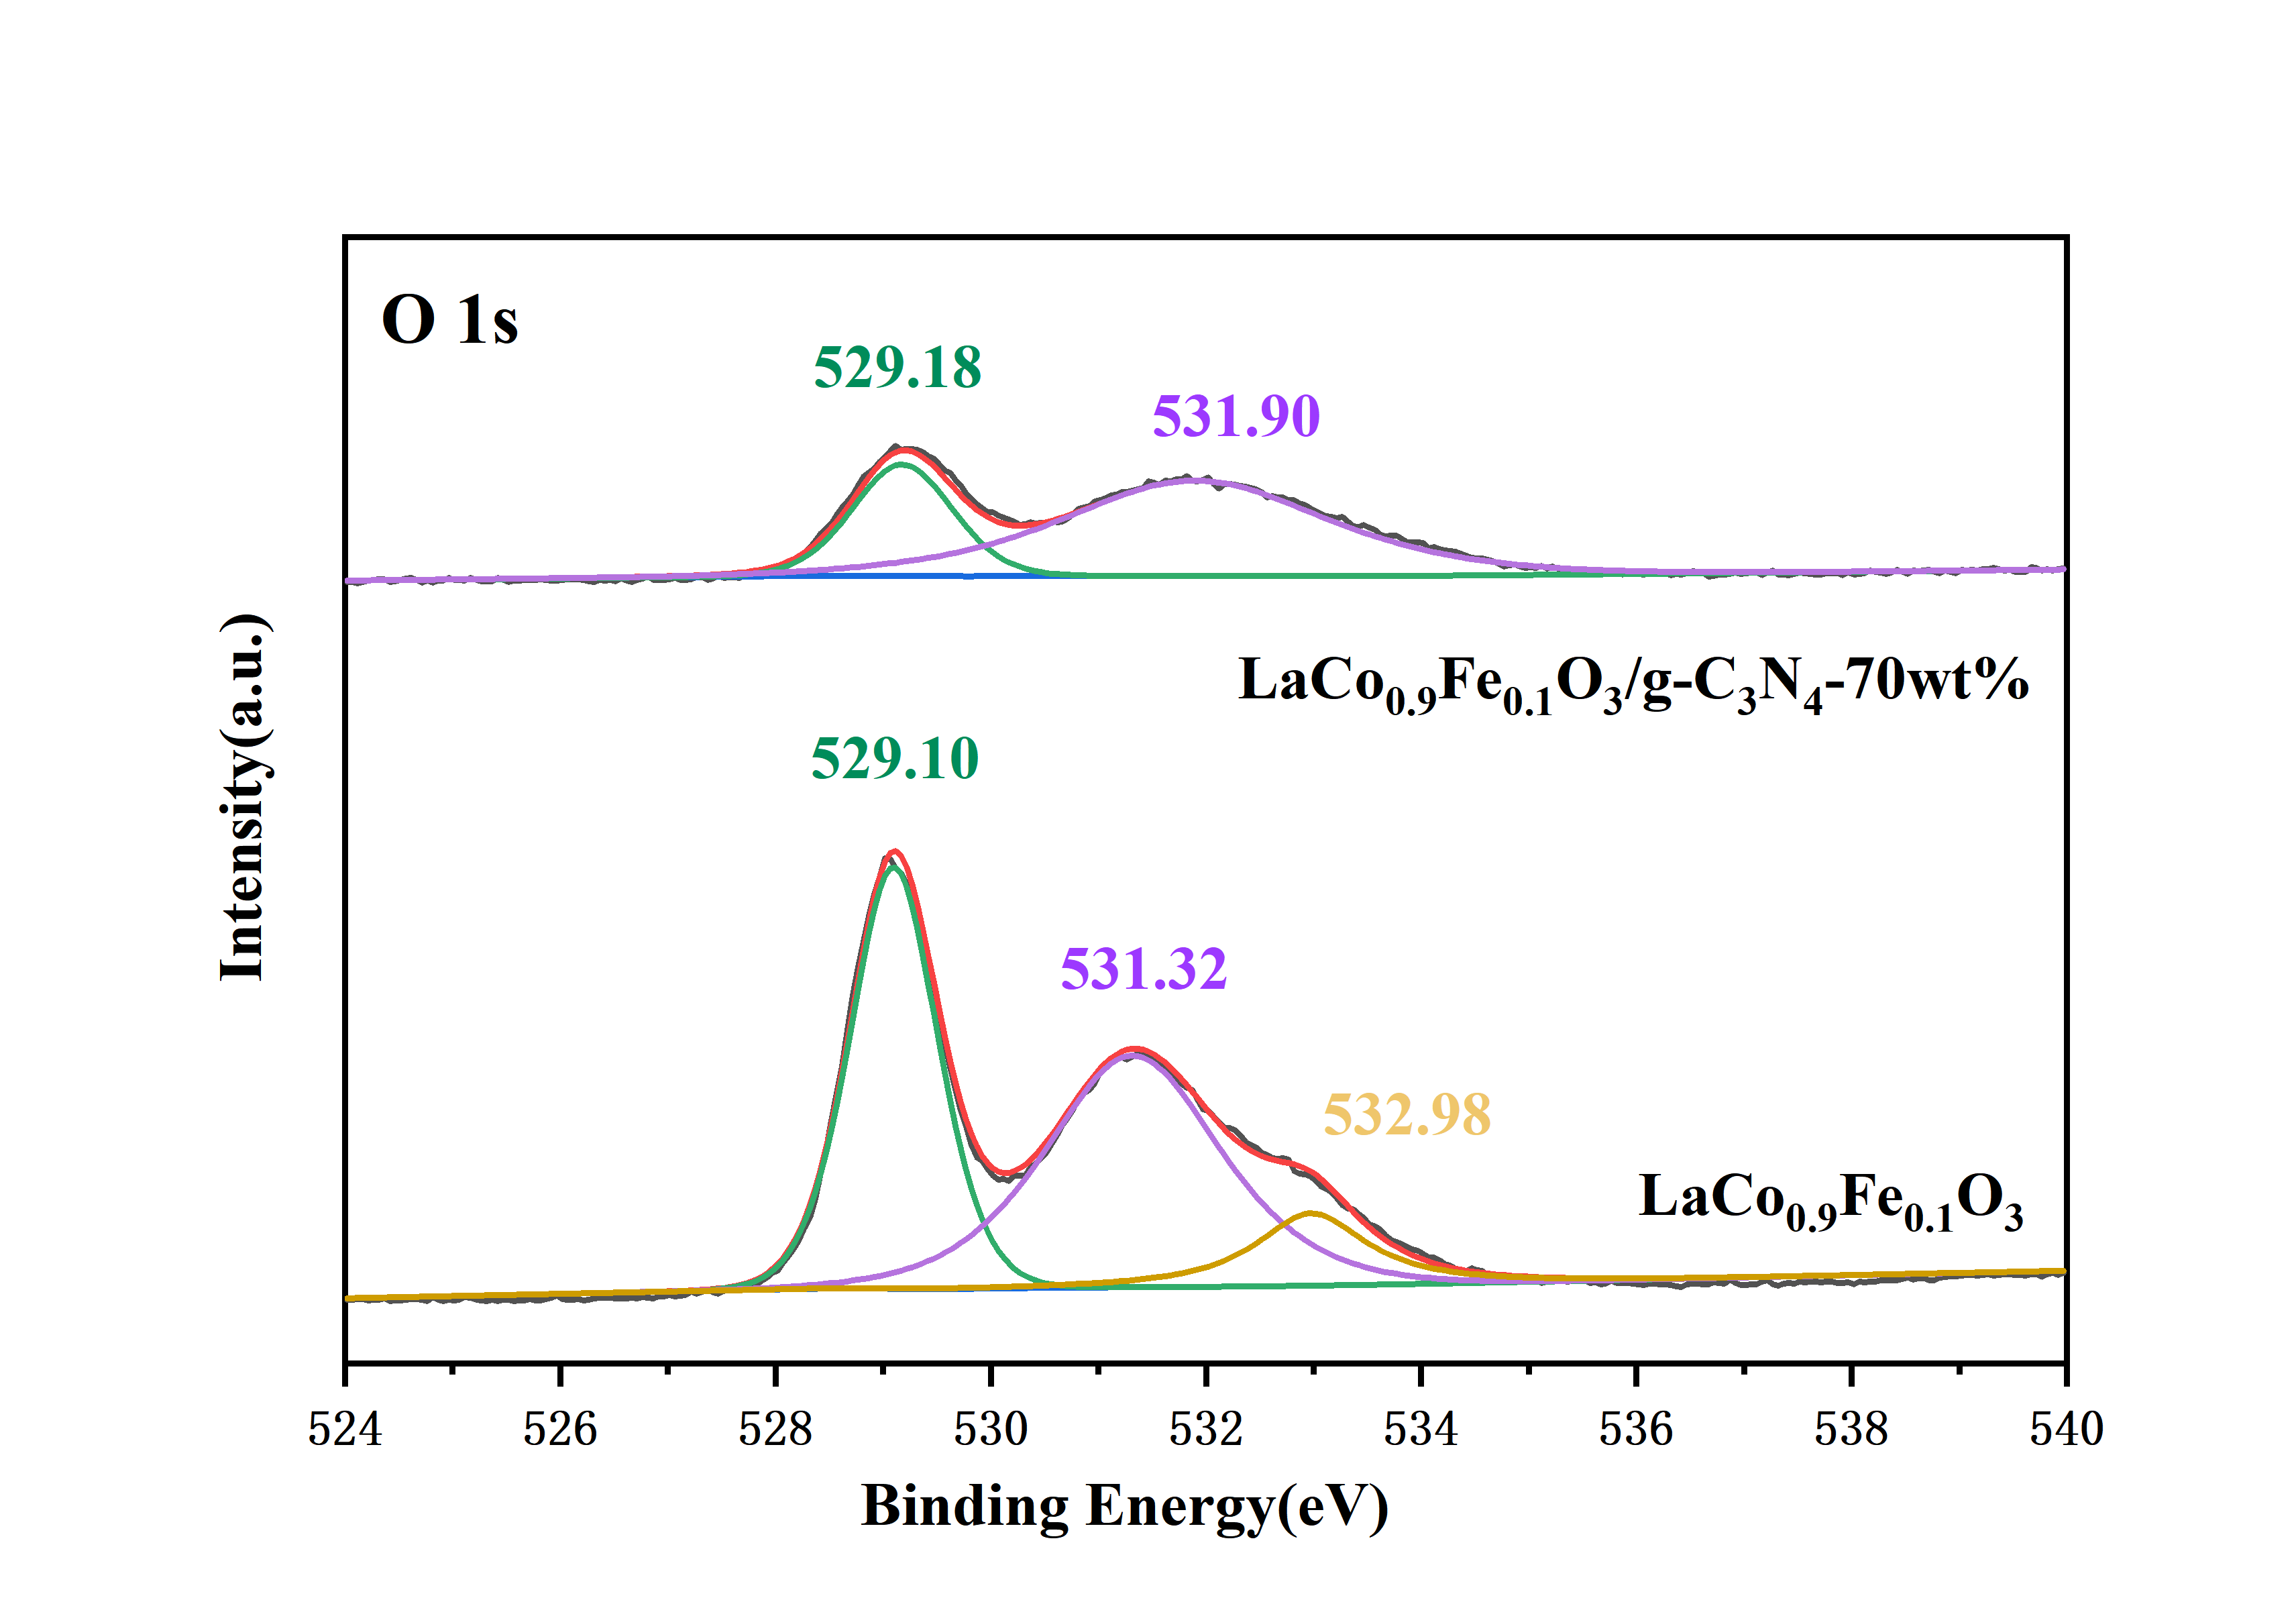 O 1s
529.18
531.90
LaCo₀.₉Fe₀.₁O₃/g-C₃N₄-70wt%
529.10
531.32
532.98
LaCo₀.₉Fe₀.₁O₃
Intensity(a.u.)
524 526 528 530 532 534 536 538 540
Binding Energy(eV)